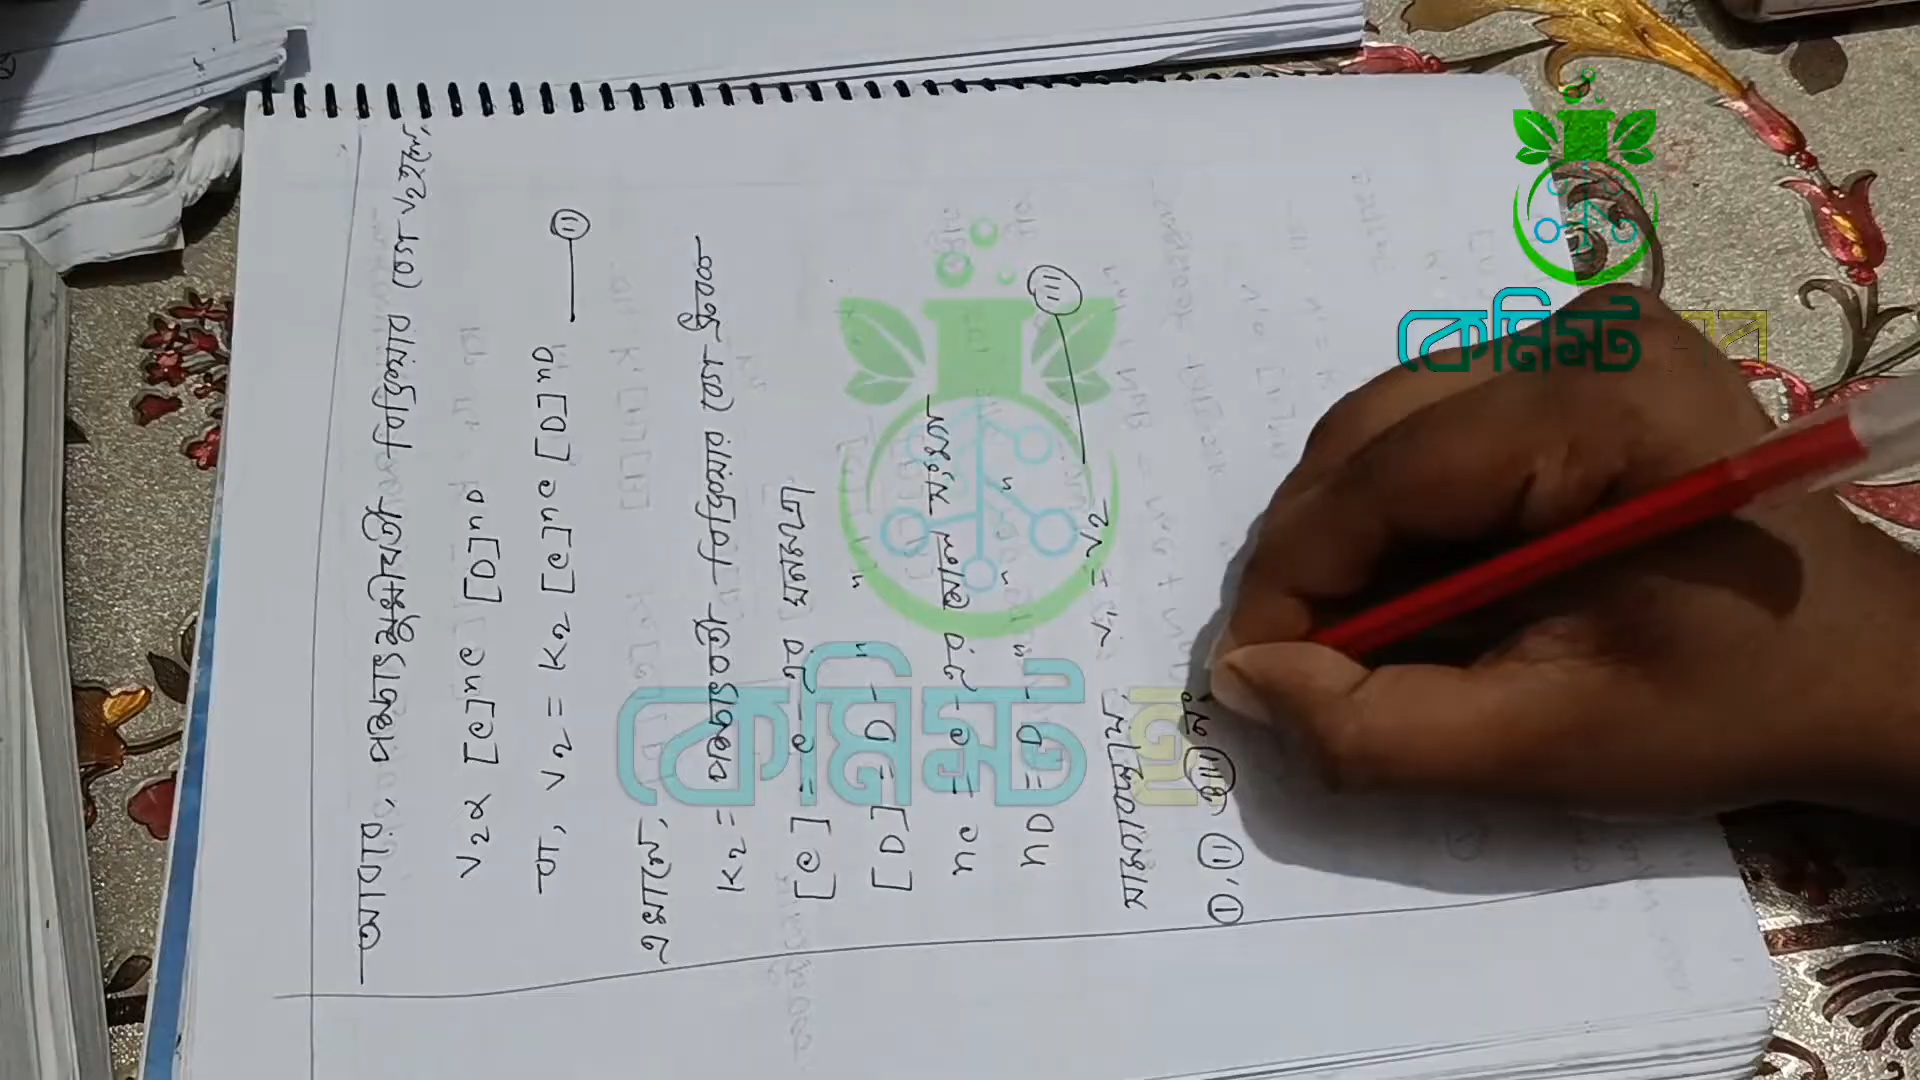 আবার, পশ্চাৎমুখী বিক্রিয়ার বেগ v₂ হলে,
v₂ α [C]nC [D]nD
বা, v₂ = K₂ [C]nC [D]nD —— (II)
এখানে,
K₂ = পশ্চাৎবর্তী বিক্রিয়ার বেগ ধ্রুবক
[C] = C এর ঘনমাত্রা
[D] = D " "
nC = C এর মোল সংখ্যা
nD = D " " "
সাম্যাবস্থায়, v₁ = v₂ —— (III)
(I), (II) ও (III) নং
কেমিস্ট
কেমিস্ট